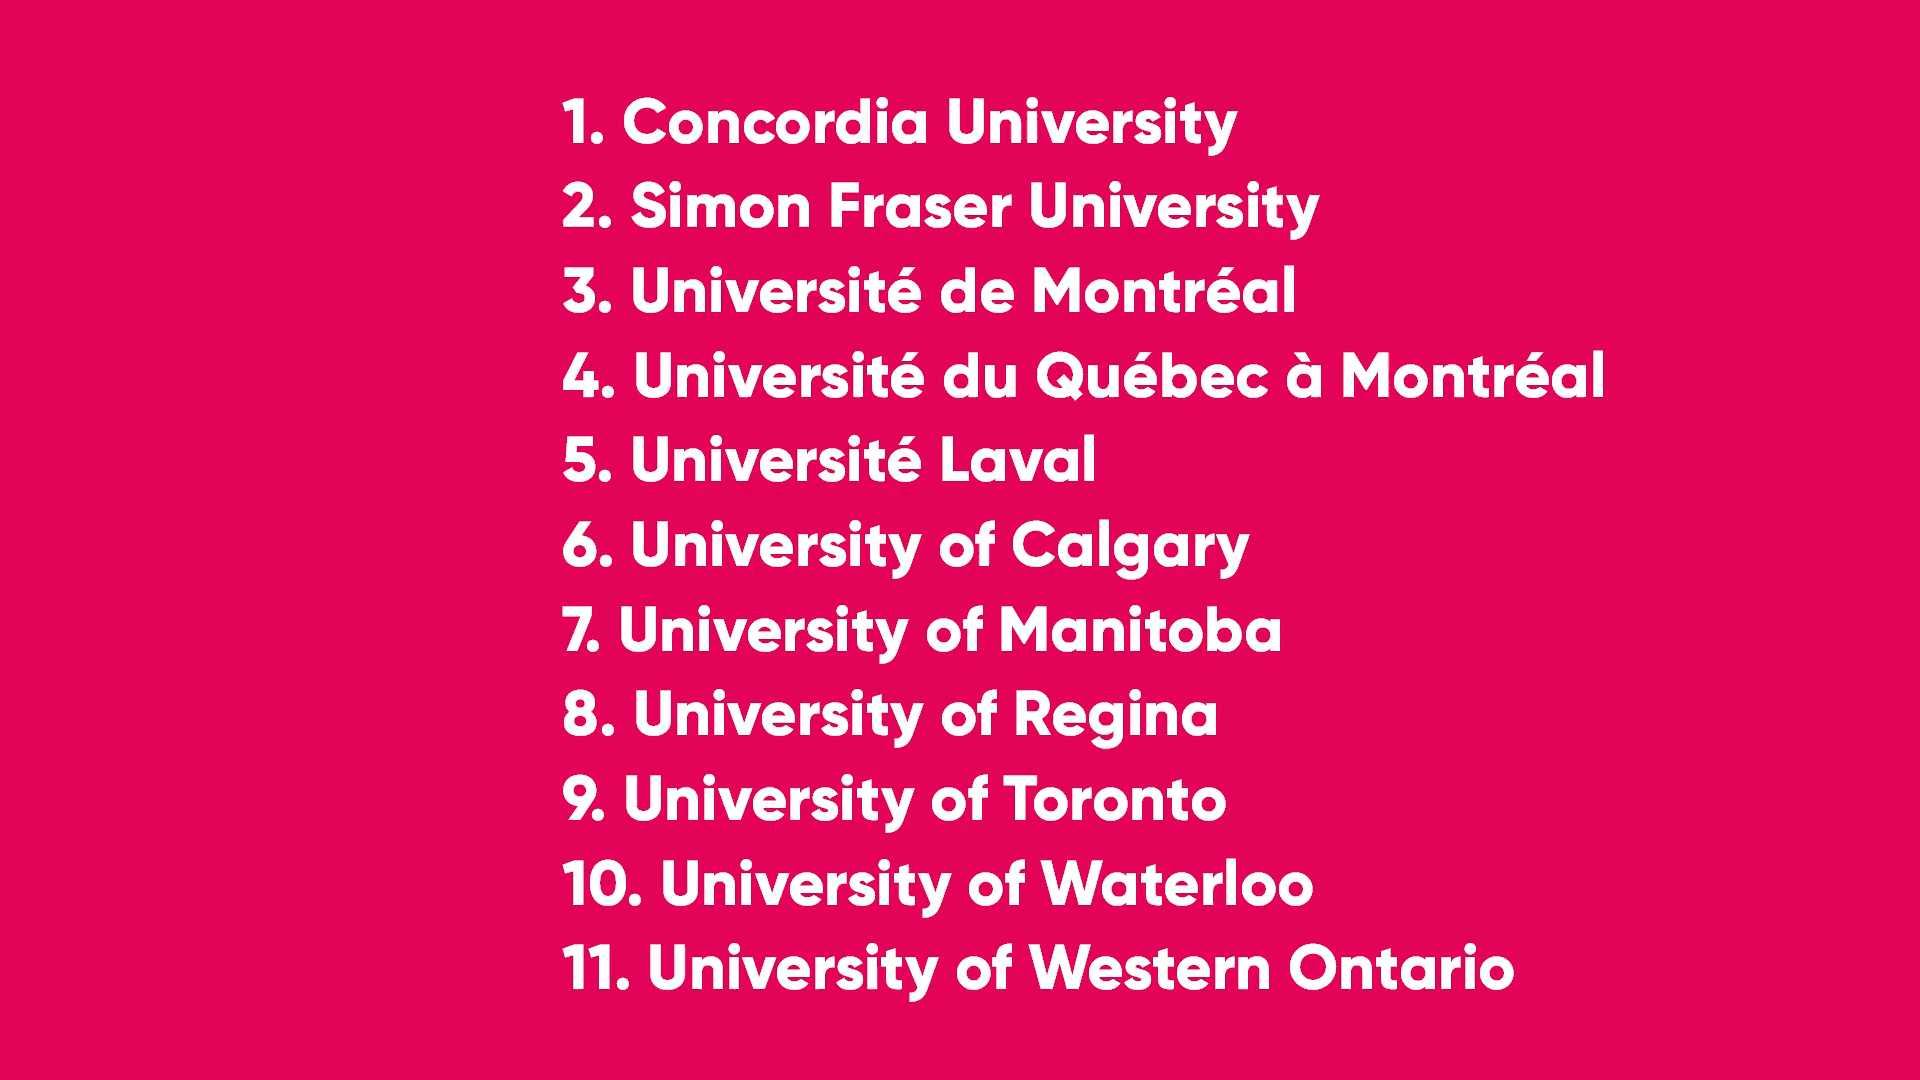 1. Concordia University
2. Simon Fraser University
3. Université de Montréal
4. Université du Québec à Montréal
5. Université Laval
6. University of Calgary
7. University of Manitoba
8. University of Regina
9. University of Toronto
10. University of Waterloo
11. University of Western Ontario